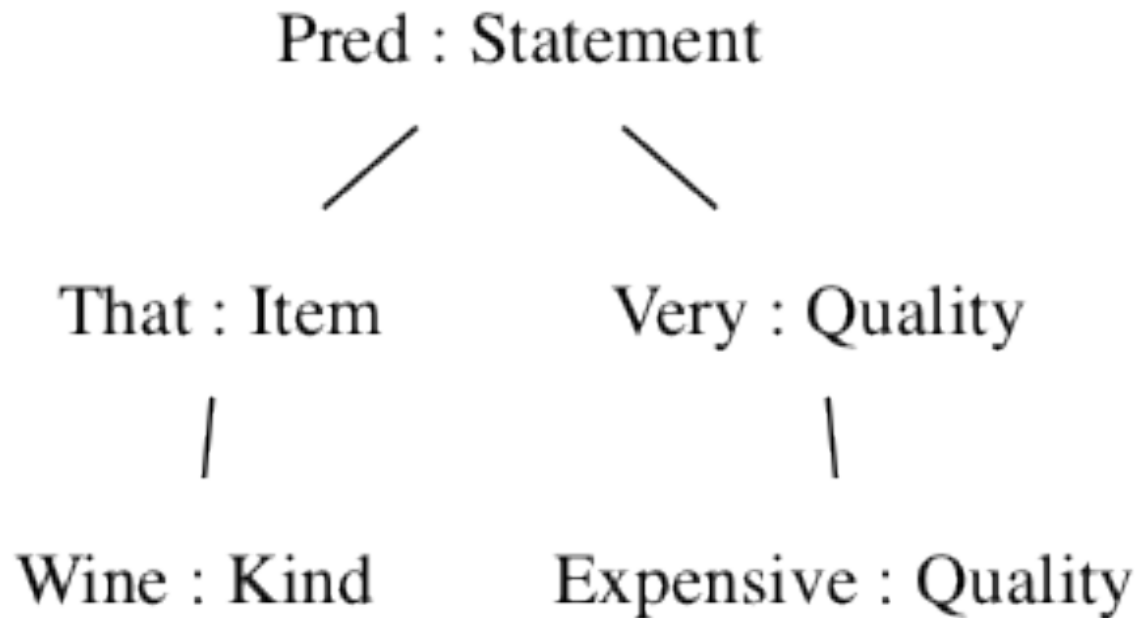 Pred : Statement
That : Item Very : Quality
Wine : Kind Expensive : Quality